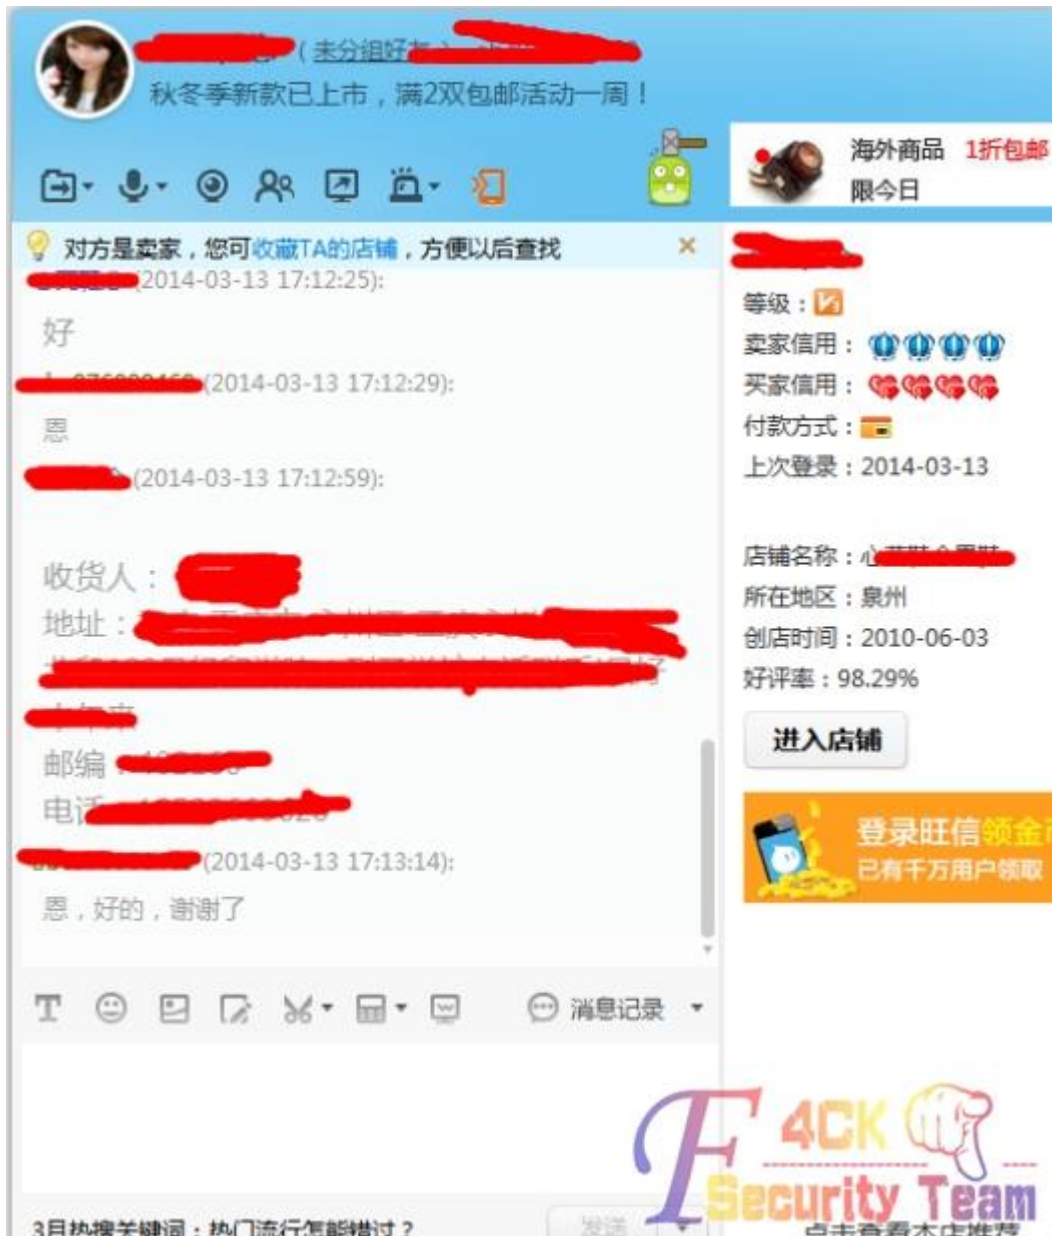 （未分组好
秋冬季新款已上市，满2双包邮活动一周！
海外商品 1折包邮
限今日
对方是卖家，您可收藏TA的店铺，方便以后查找
(2014-03-13 17:12:25):
好
(2014-03-13 17:12:29):
恩
(2014-03-13 17:12:59):
收货人：
地址：
邮编：
电话
(2014-03-13 17:13:14):
恩，好的，谢谢了
消息记录
3月热搜关键词：热门流行怎能错过？
发送
等级：V3
卖家信用：
买家信用：
付款方式：
上次登录：2014-03-13
店铺名称：心
所在地区：泉州
创店时间：2010-06-03
好评率：98.29%
进入店铺
登录旺信领金币
已有千万用户领取
F4CK
Security Team
点击查看本店推荐